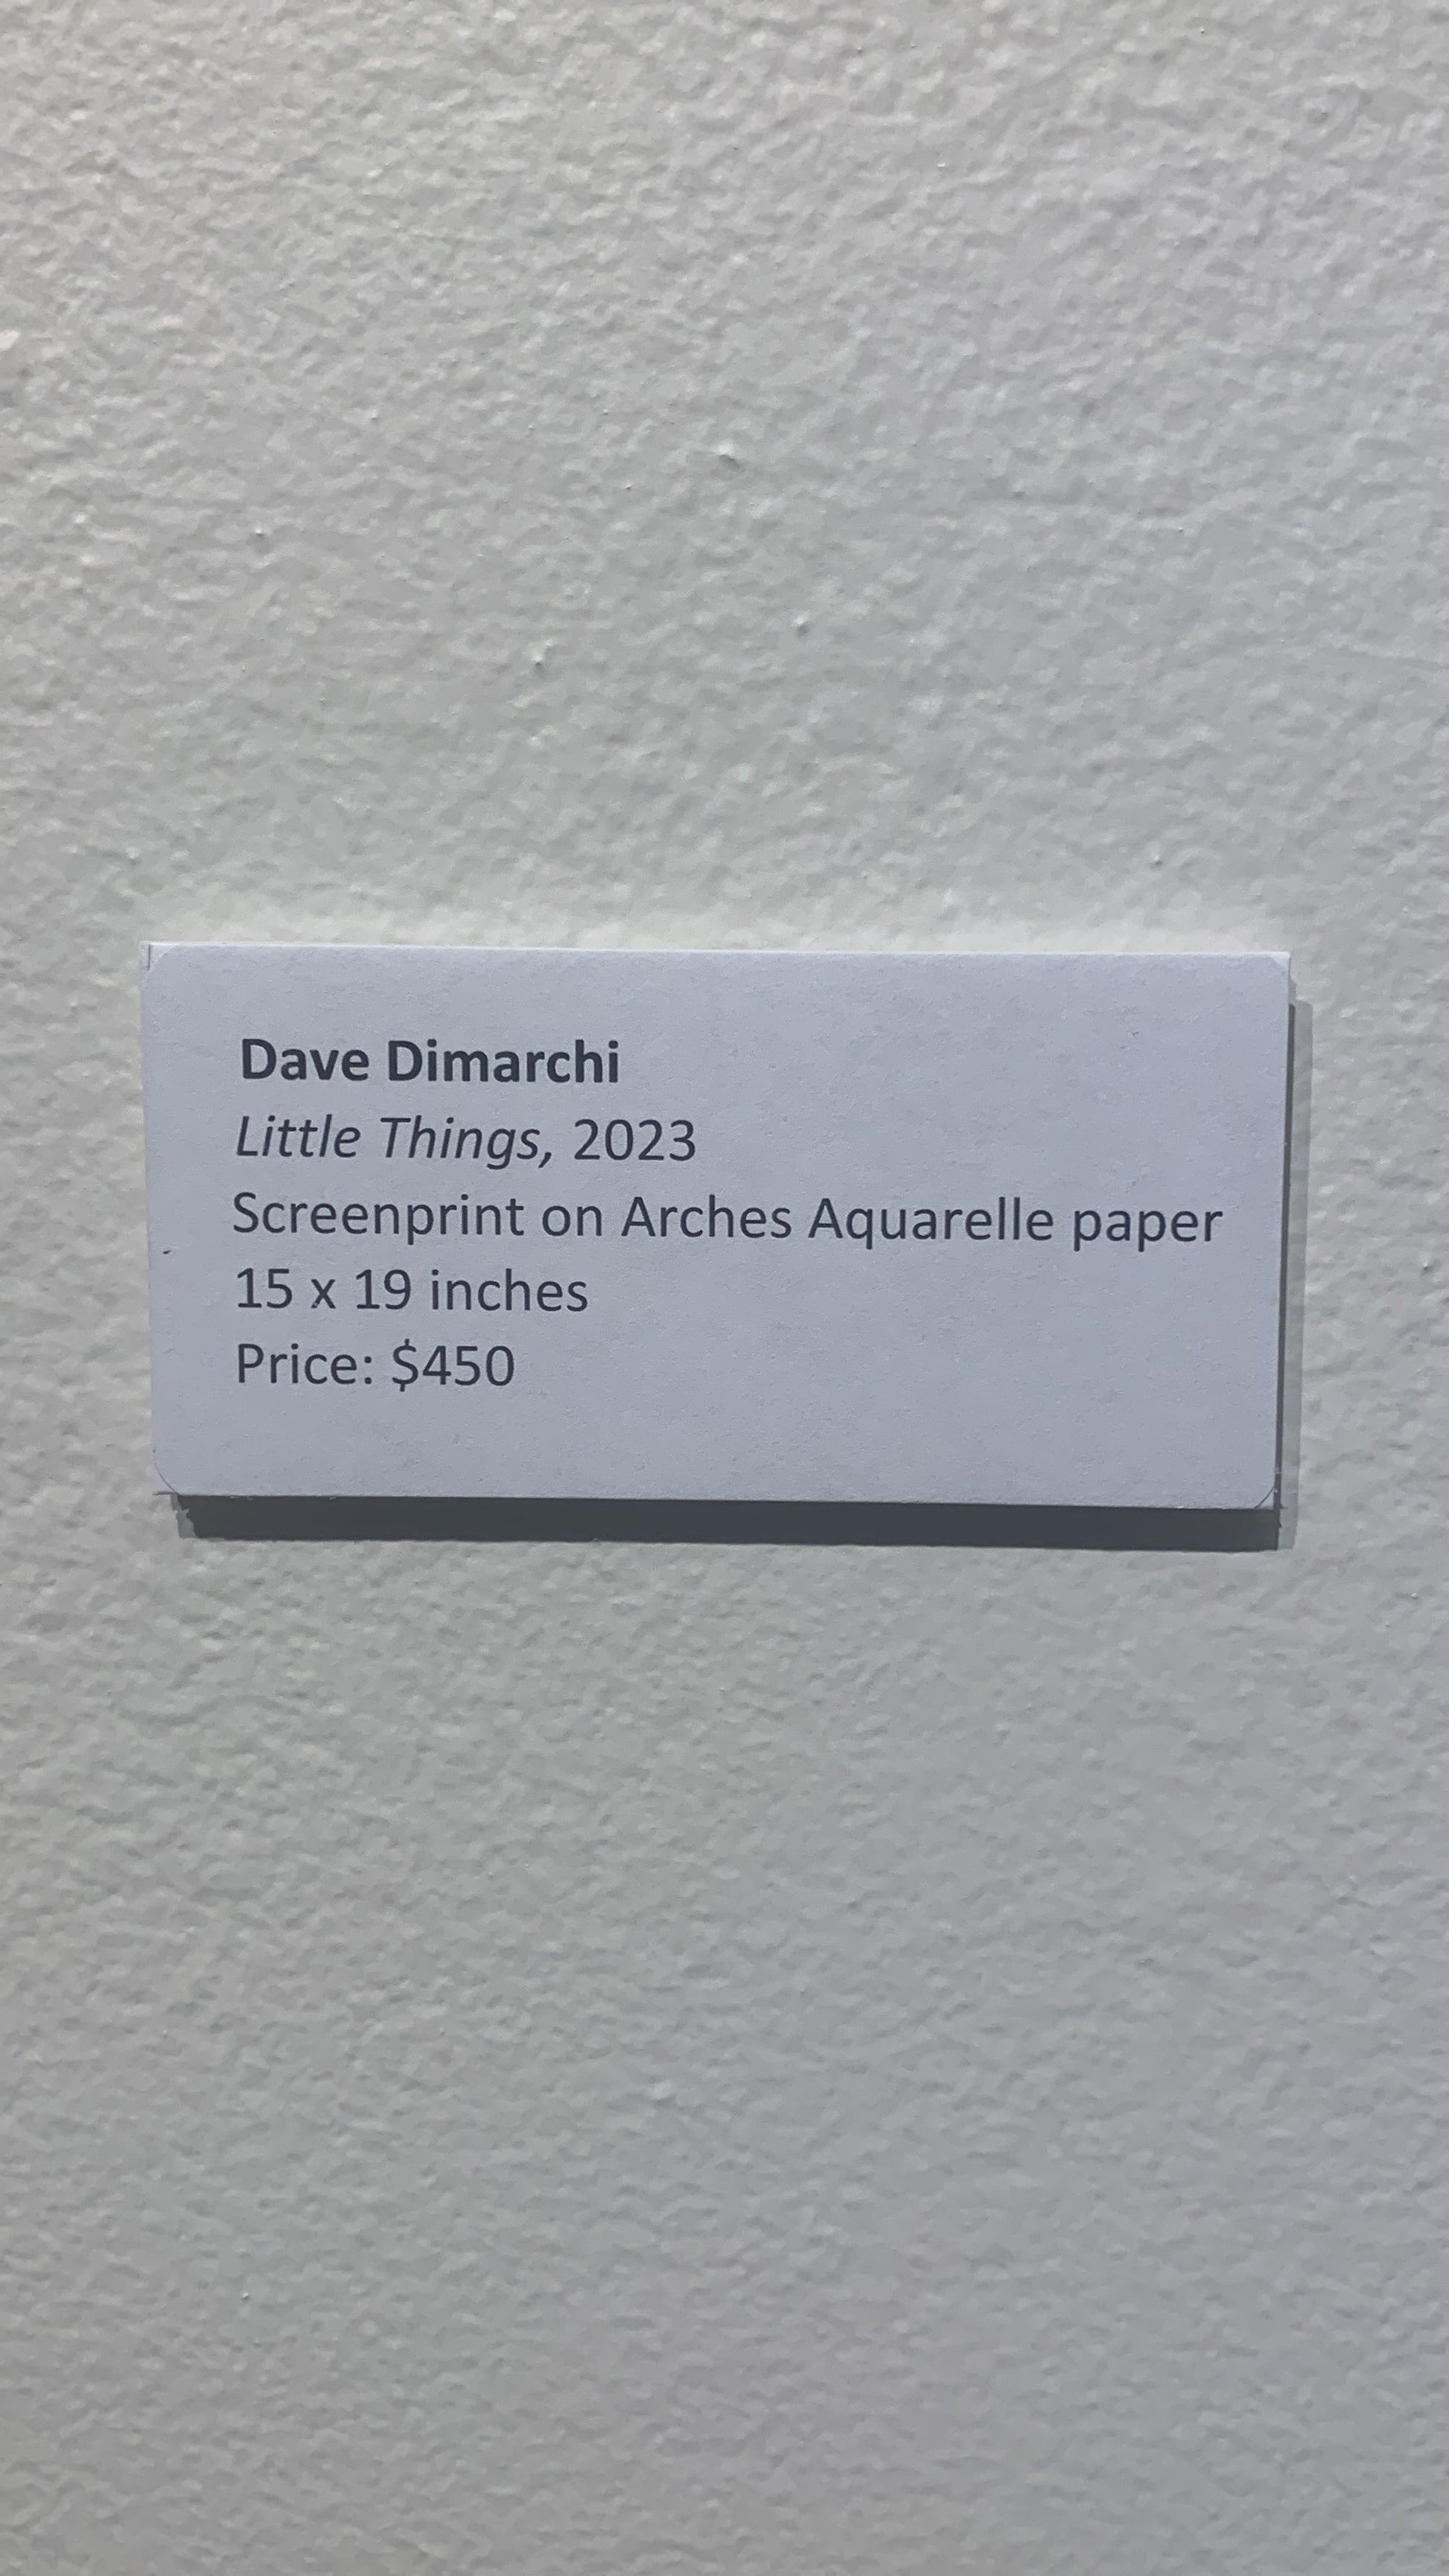 Dave Dimarchi
Little Things, 2023
Screenprint on Arches Aquarelle paper
15 x 19 inches
Price: $450